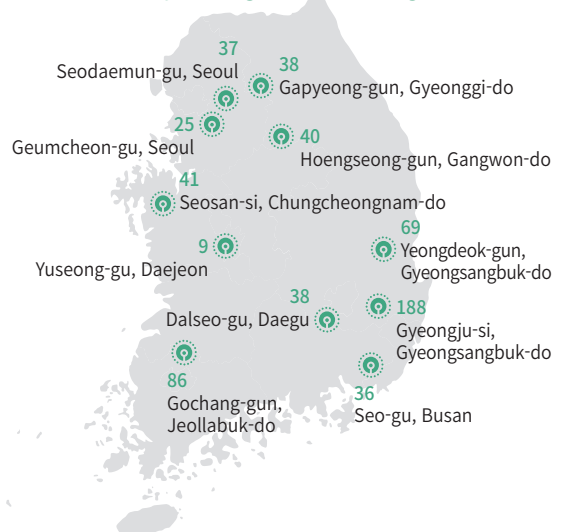 37
Seodaemun-gu, Seoul
38
Gapyeong-gun, Gyeonggi-do
25
Geumcheon-gu, Seoul
40
Hoengseong-gun, Gangwon-do
41
Seosan-si, Chungcheongnam-do
9
Yuseong-gu, Daejeon
69
Yeongdeok-gun,
Gyeongsangbuk-do
38
Dalseo-gu, Daegu
188
Gyeongju-si,
Gyeongsangbuk-do
86
Gochang-gun,
Jeollabuk-do
36
Seo-gu, Busan